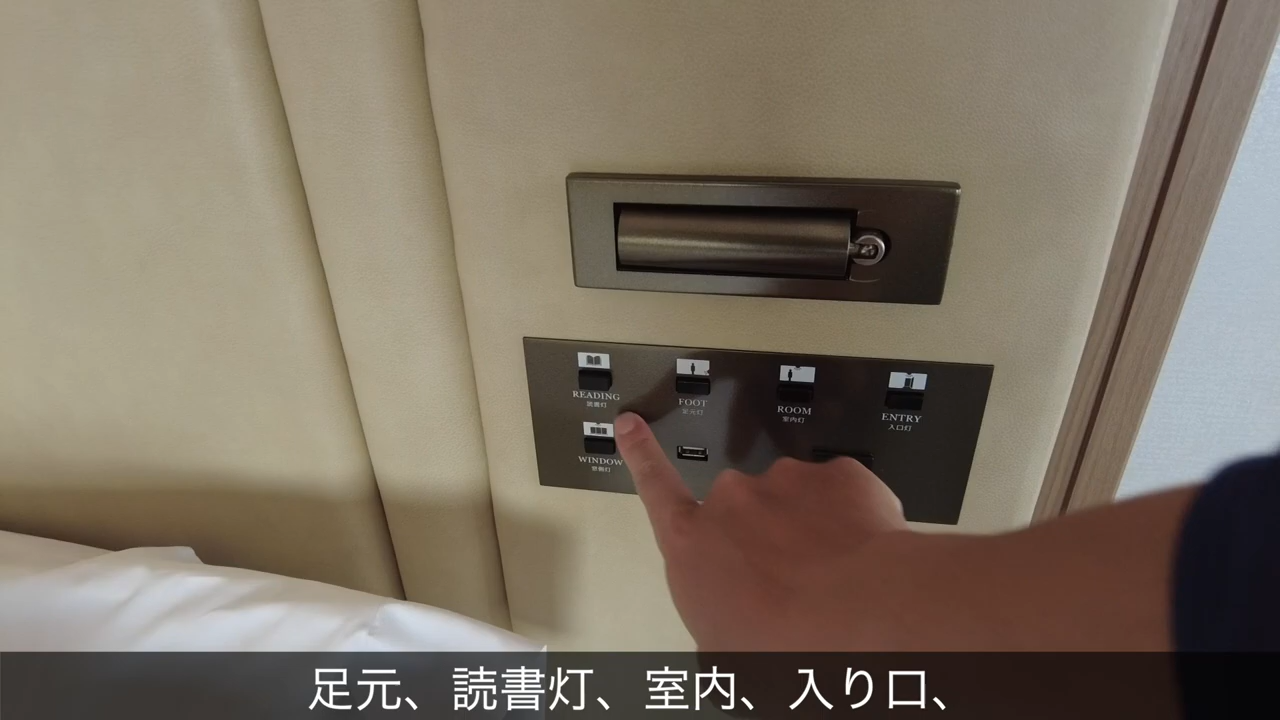 READING
読書灯
FOOT
足元灯
ROOM
室内灯
ENTRY
入口灯
WINDOW
窓側灯
足元、読書灯、室内、入り口、